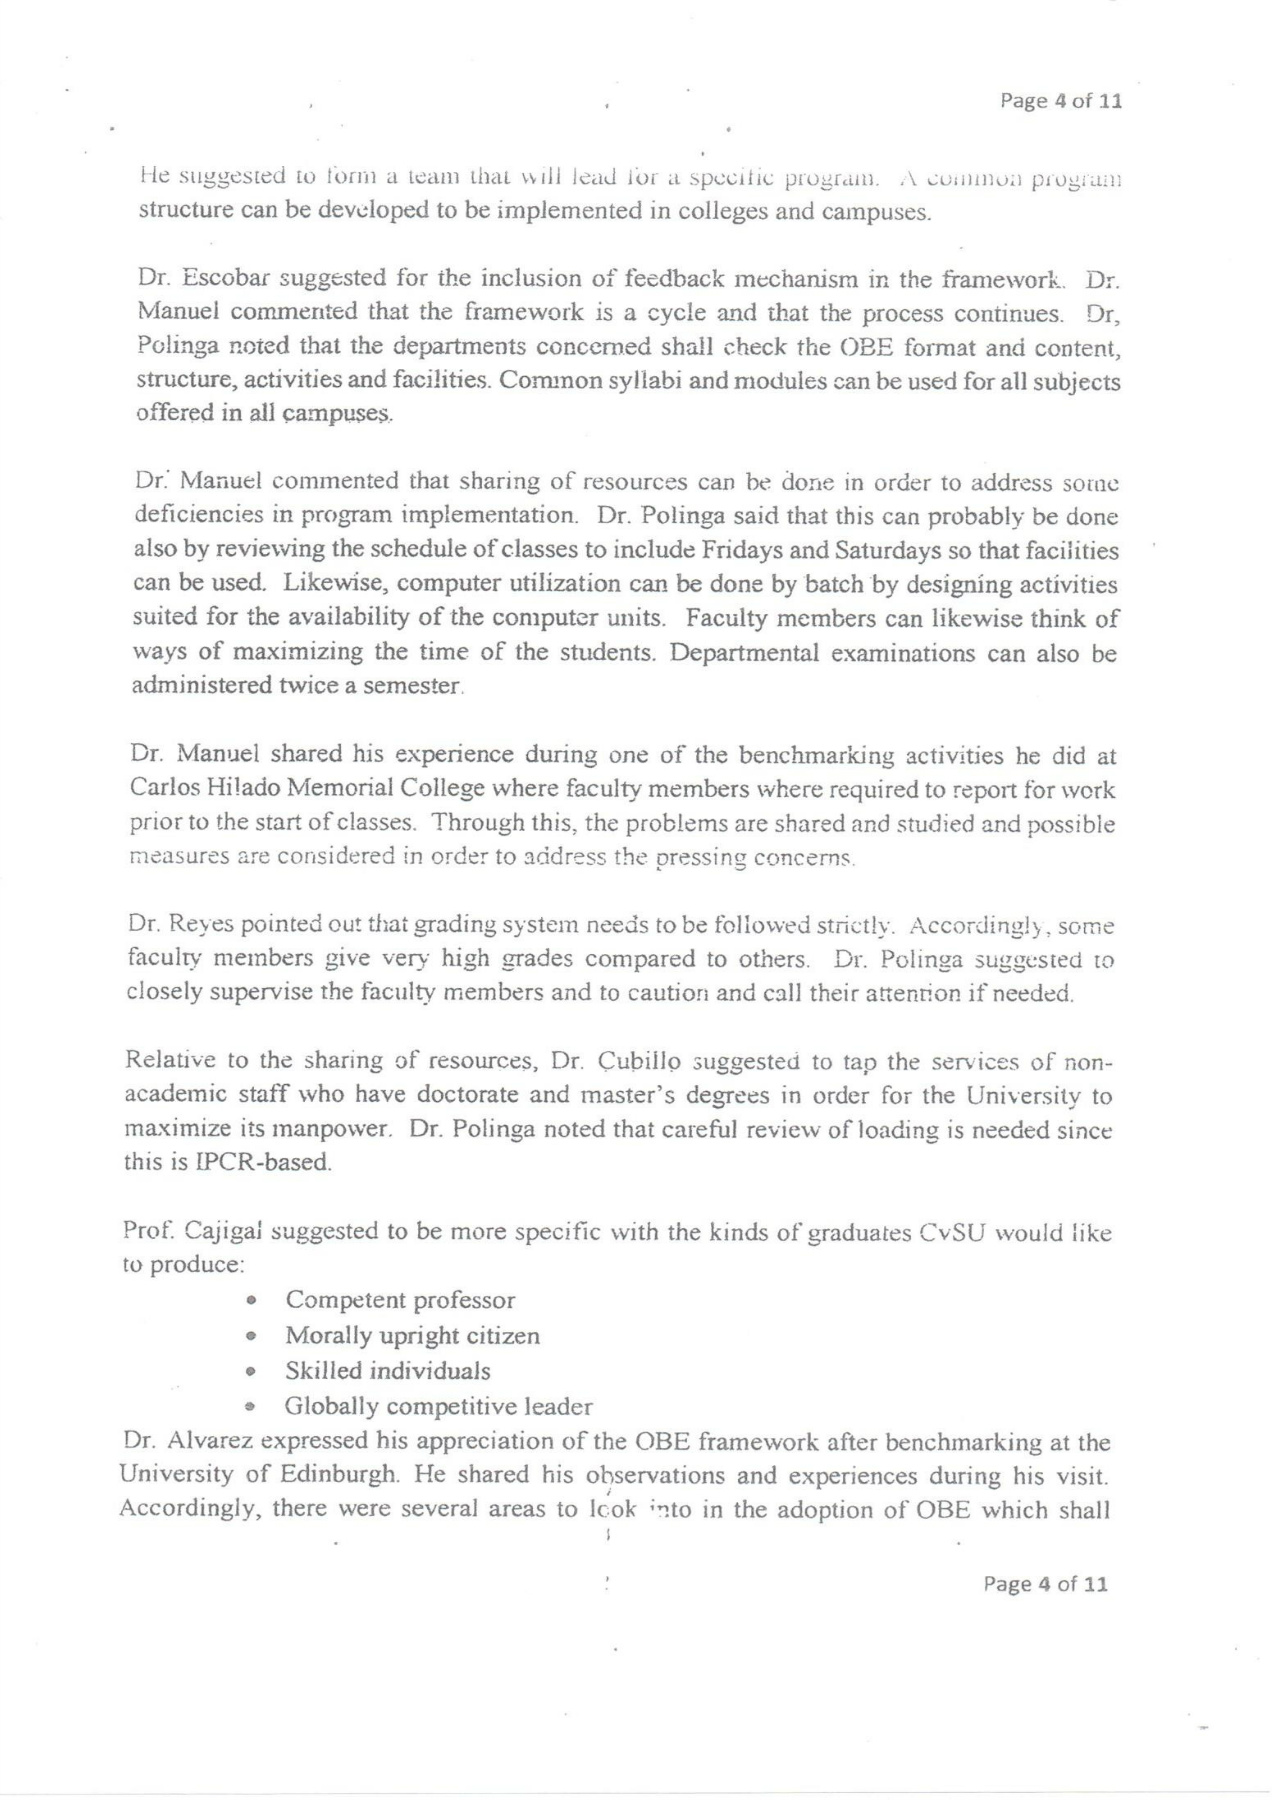 Page 4 of 11
He suggested to form a team that will lead for a specific program. A common program
structure can be developed to be implemented in colleges and campuses.
Dr. Escobar suggested for the inclusion of feedback mechanism in the framework. Dr.
Manuel commented that the framework is a cycle and that the process continues. Dr,
Polinga noted that the departments concerned shall check the OBE format and content,
structure, activities and facilities. Common syllabi and modules can be used for all subjects
offered in all campuses.
Dr. Manuel commented that sharing of resources can be done in order to address some
deficiencies in program implementation. Dr. Polinga said that this can probably be done
also by reviewing the schedule of classes to include Fridays and Saturdays so that facilities
can be used. Likewise, computer utilization can be done by batch by designing activities
suited for the availability of the computer units. Faculty members can likewise think of
ways of maximizing the time of the students. Departmental examinations can also be
administered twice a semester.
Dr. Manuel shared his experience during one of the benchmarking activities he did at
Carlos Hilado Memorial College where faculty members where required to report for work
prior to the start of classes. Through this, the problems are shared and studied and possible
measures are considered in order to address the pressing concerns.
Dr. Reyes pointed out that grading system needs to be followed strictly. Accordingly, some
faculty members give very high grades compared to others. Dr. Polinga suggested to
closely supervise the faculty members and to caution and call their attention if needed.
Relative to the sharing of resources, Dr. Cubillo suggested to tap the services of non-
academic staff who have doctorate and master's degrees in order for the University to
maximize its manpower. Dr. Polinga noted that careful review of loading is needed since
this is IPCR-based.
Prof. Cajigal suggested to be more specific with the kinds of graduates CvSU would like
to produce:
• Competent professor
• Morally upright citizen
• Skilled individuals
• Globally competitive leader
Dr. Alvarez expressed his appreciation of the OBE framework after benchmarking at the
University of Edinburgh. He shared his observations and experiences during his visit.
Accordingly, there were several areas to look into in the adoption of OBE which shall
Page 4 of 11